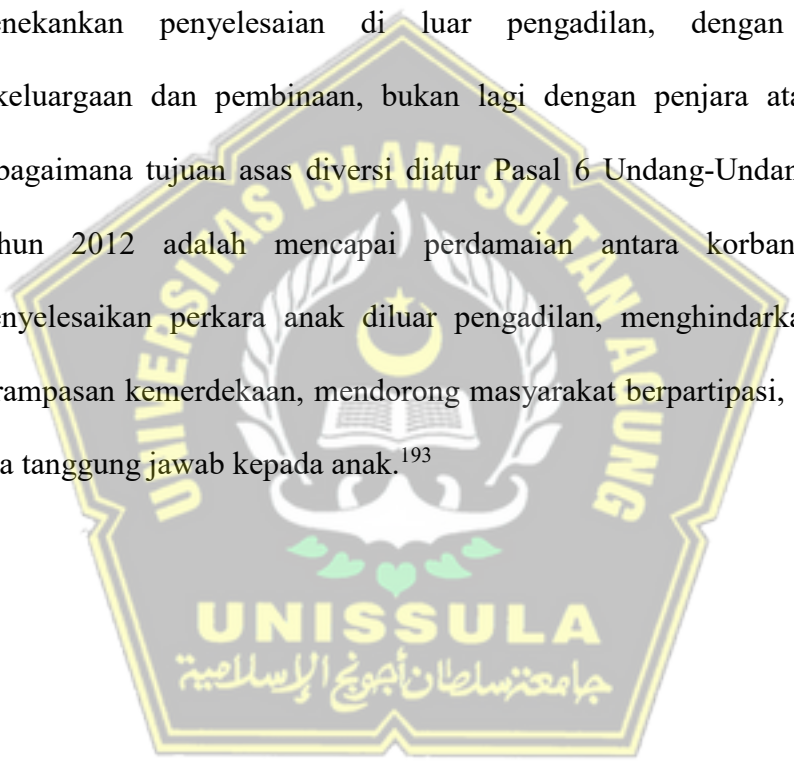 enekankan penyelesaian di luar pengadilan, dengan
keluargaan dan pembinaan, bukan lagi dengan penjara ata
bagaimana tujuan asas diversi diatur Pasal 6 Undang-Undan
hun 2012 adalah mencapai perdamaian antara korban
enyelesaikan perkara anak diluar pengadilan, menghindarka
rampasan kemerdekaan, mendorong masyarakat berpartipasi,
a tanggung jawab kepada anak.193
UNIVERSITAS ISLAM SULTAN AGUNG
UNISSULA
جامعة سلطان أجونج الإسلامية